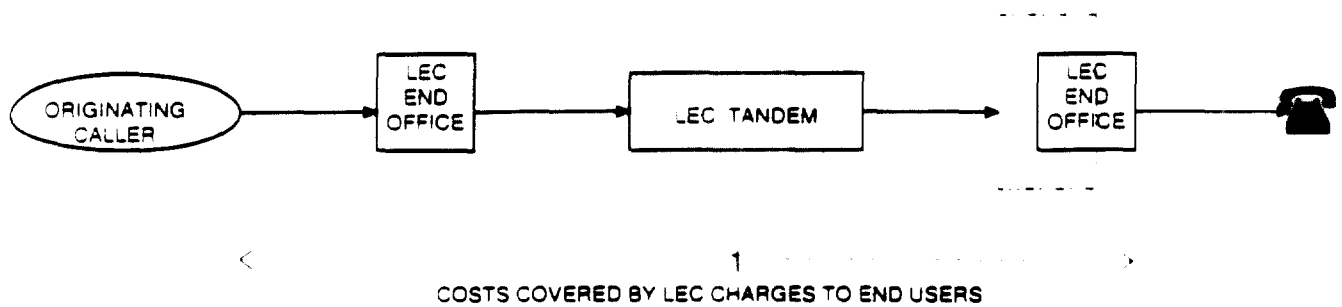 ORIGINATING
CALLER
LEC
END
OFFICE
LEC TANDEM
LEC
END
OFFICE
1
COSTS COVERED BY LEC CHARGES TO END USERS